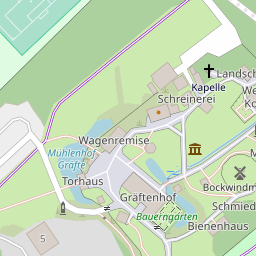 Kapelle
Landsch
Schreinerei
We
Ko
Wagenremise
Mühlenhof
Gräfte
Torhaus
Gräftenhof
Bockwindm
Bauerngarten
Schmied
Bienenhaus
5